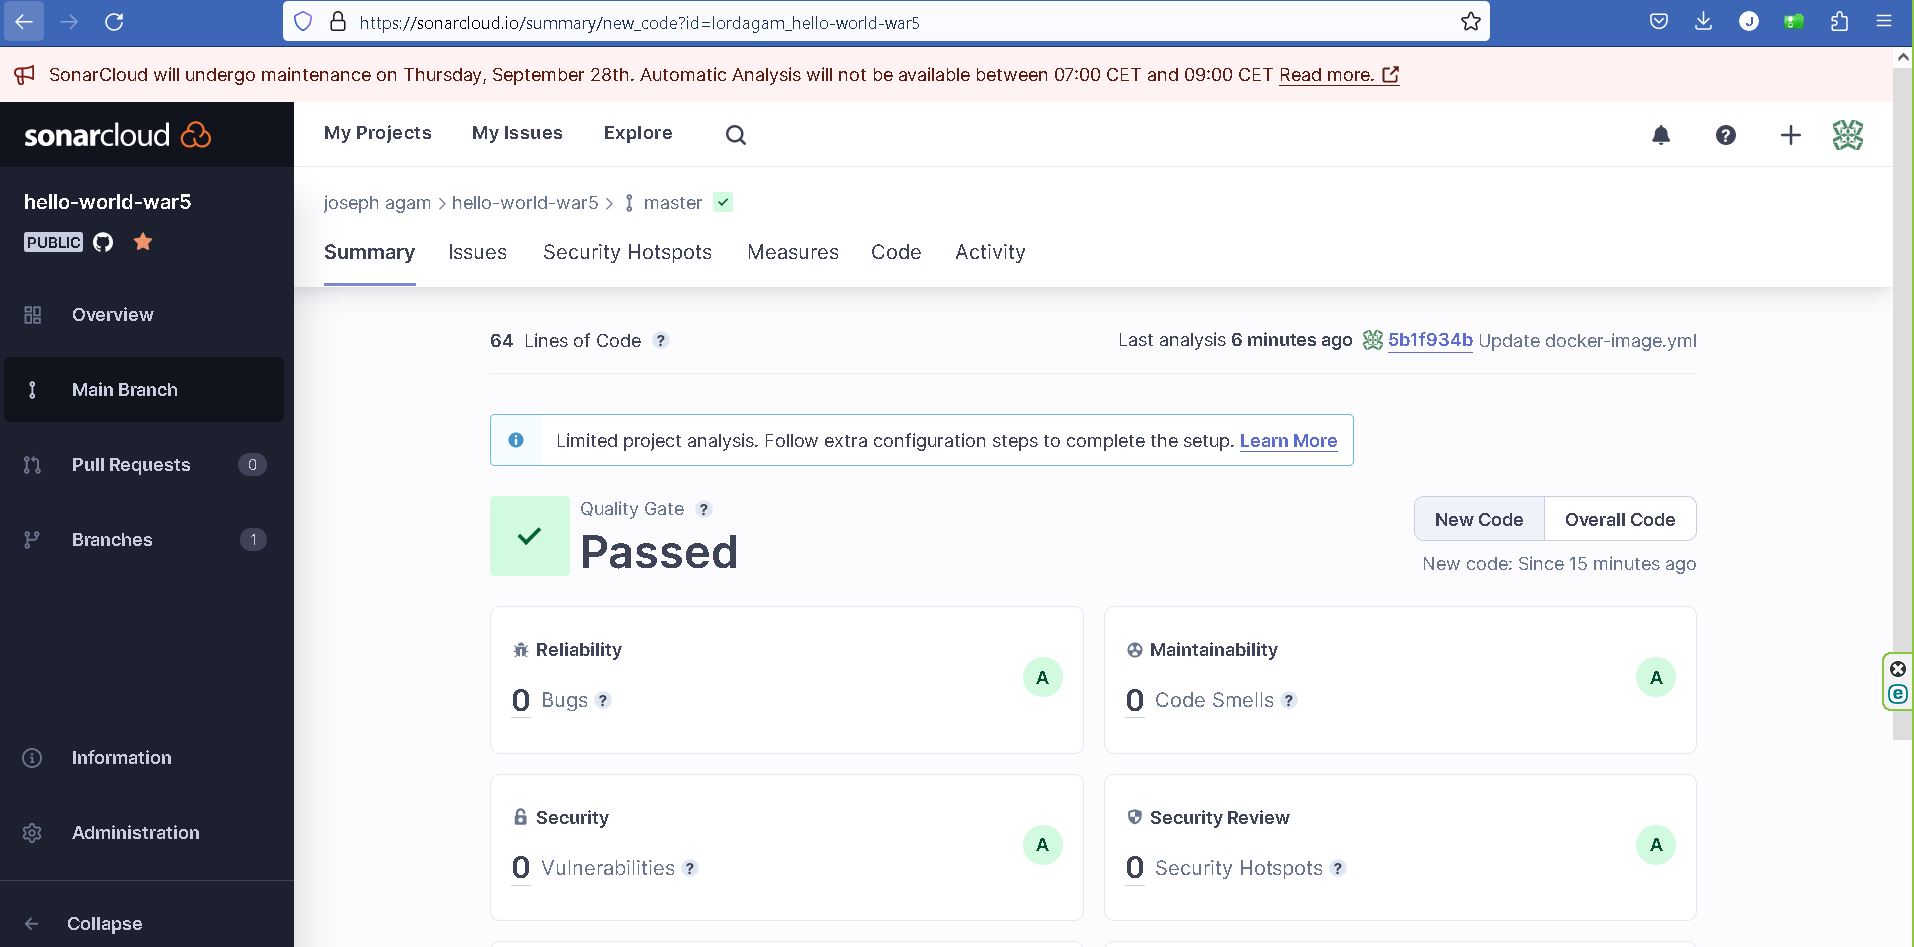 https://sonarcloud.io/summary/new_code?id=lordagam_hello-world-war5
J
SonarCloud will undergo maintenance on Thursday, September 28th. Automatic Analysis will not be available between 07:00 CET and 09:00 CET Read more.
sonarcloud
My Projects My Issues Explore
hello-world-war5
PUBLIC
Overview
Main Branch
Pull Requests 0
Branches 1
Information
Administration
Collapse
joseph agam > hello-world-war5 > master
Summary Issues Security Hotspots Measures Code Activity
64 Lines of Code ?
Last analysis 6 minutes ago 5b1f934b Update docker-image.yml
Limited project analysis. Follow extra configuration steps to complete the setup. Learn More
Quality Gate ?
Passed
New Code Overall Code
New code: Since 15 minutes ago
Reliability
0 Bugs ?
A
Maintainability
0 Code Smells ?
A
Security
0 Vulnerabilities ?
A
Security Review
0 Security Hotspots ?
A